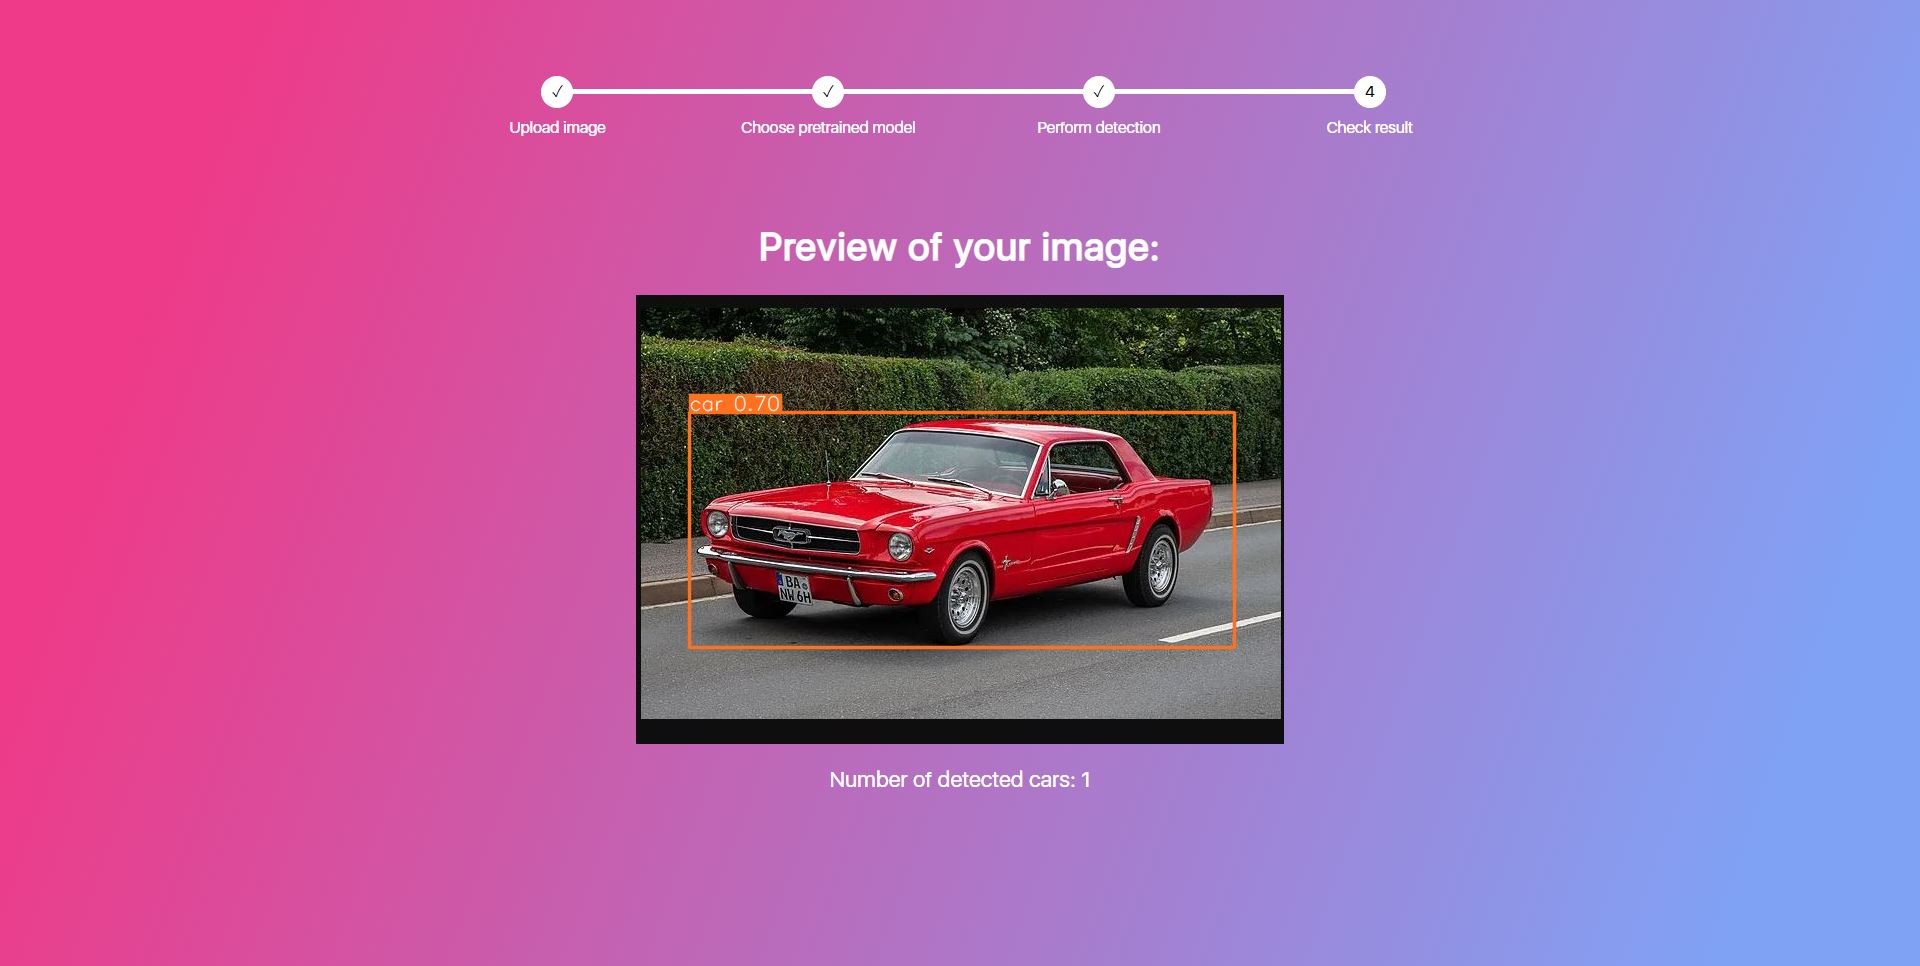 ✓ ✓ ✓ 4
Upload image Choose pretrained model Perform detection Check result
Preview of your image:
car 0.70
BA
NW 6H
Number of detected cars: 1